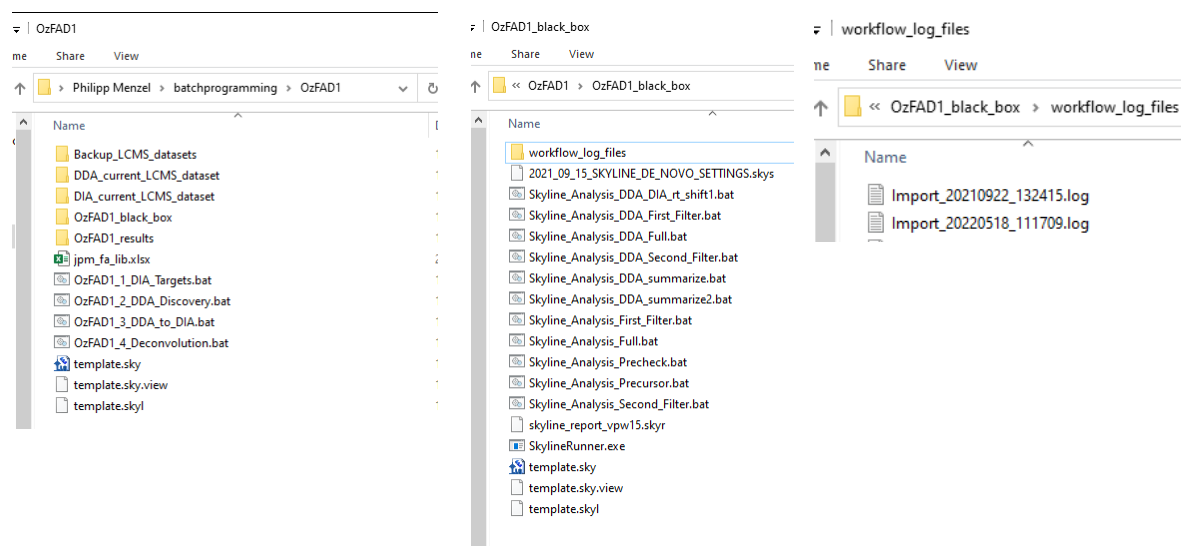 OzFAD1
me Share View
Philipp Menzel > batchprogramming > OzFAD1
Name
Backup_LCMS_datasets
DDA_current_LCMS_dataset
DIA_current_LCMS_dataset
OzFAD1_black_box
OzFAD1_results
jpm_fa_lib.xlsx
OzFAD1_1_DIA_Targets.bat
OzFAD1_2_DDA_Discovery.bat
OzFAD1_3_DDA_to_DIA.bat
OzFAD1_4_Deconvolution.bat
template.sky
template.sky.view
template.skyl
OzFAD1_black_box
me Share View
« OzFAD1 > OzFAD1_black_box
Name
workflow_log_files
2021_09_15_SKYLINE_DE_NOVO_SETTINGS.skys
Skyline_Analysis_DDA_DIA_rt_shift1.bat
Skyline_Analysis_DDA_First_Filter.bat
Skyline_Analysis_DDA_Full.bat
Skyline_Analysis_DDA_Second_Filter.bat
Skyline_Analysis_DDA_summarize.bat
Skyline_Analysis_DDA_summarize2.bat
Skyline_Analysis_First_Filter.bat
Skyline_Analysis_Full.bat
Skyline_Analysis_Precheck.bat
Skyline_Analysis_Precursor.bat
Skyline_Analysis_Second_Filter.bat
skyline_report_vpw15.skyr
SkylineRunner.exe
template.sky
template.sky.view
template.skyl
workflow_log_files
me Share View
« OzFAD1_black_box > workflow_log_files
Name
Import_20210922_132415.log
Import_20220518_111709.log